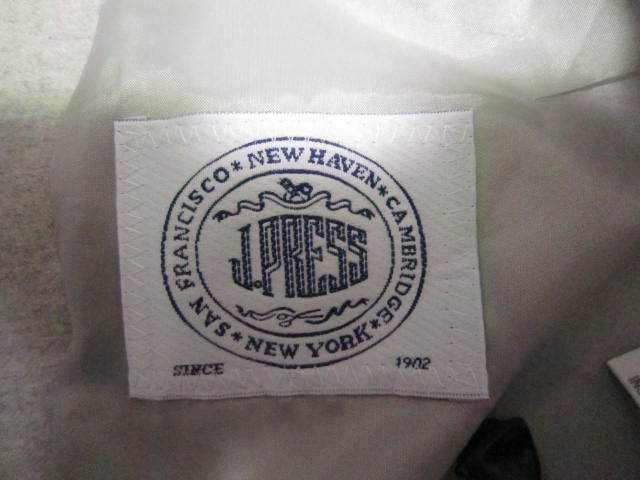 SAN FRANCISCO * NEW HAVEN * CAMBRIDGE * NEW YORK *
J. PRESS
SINCE 1902